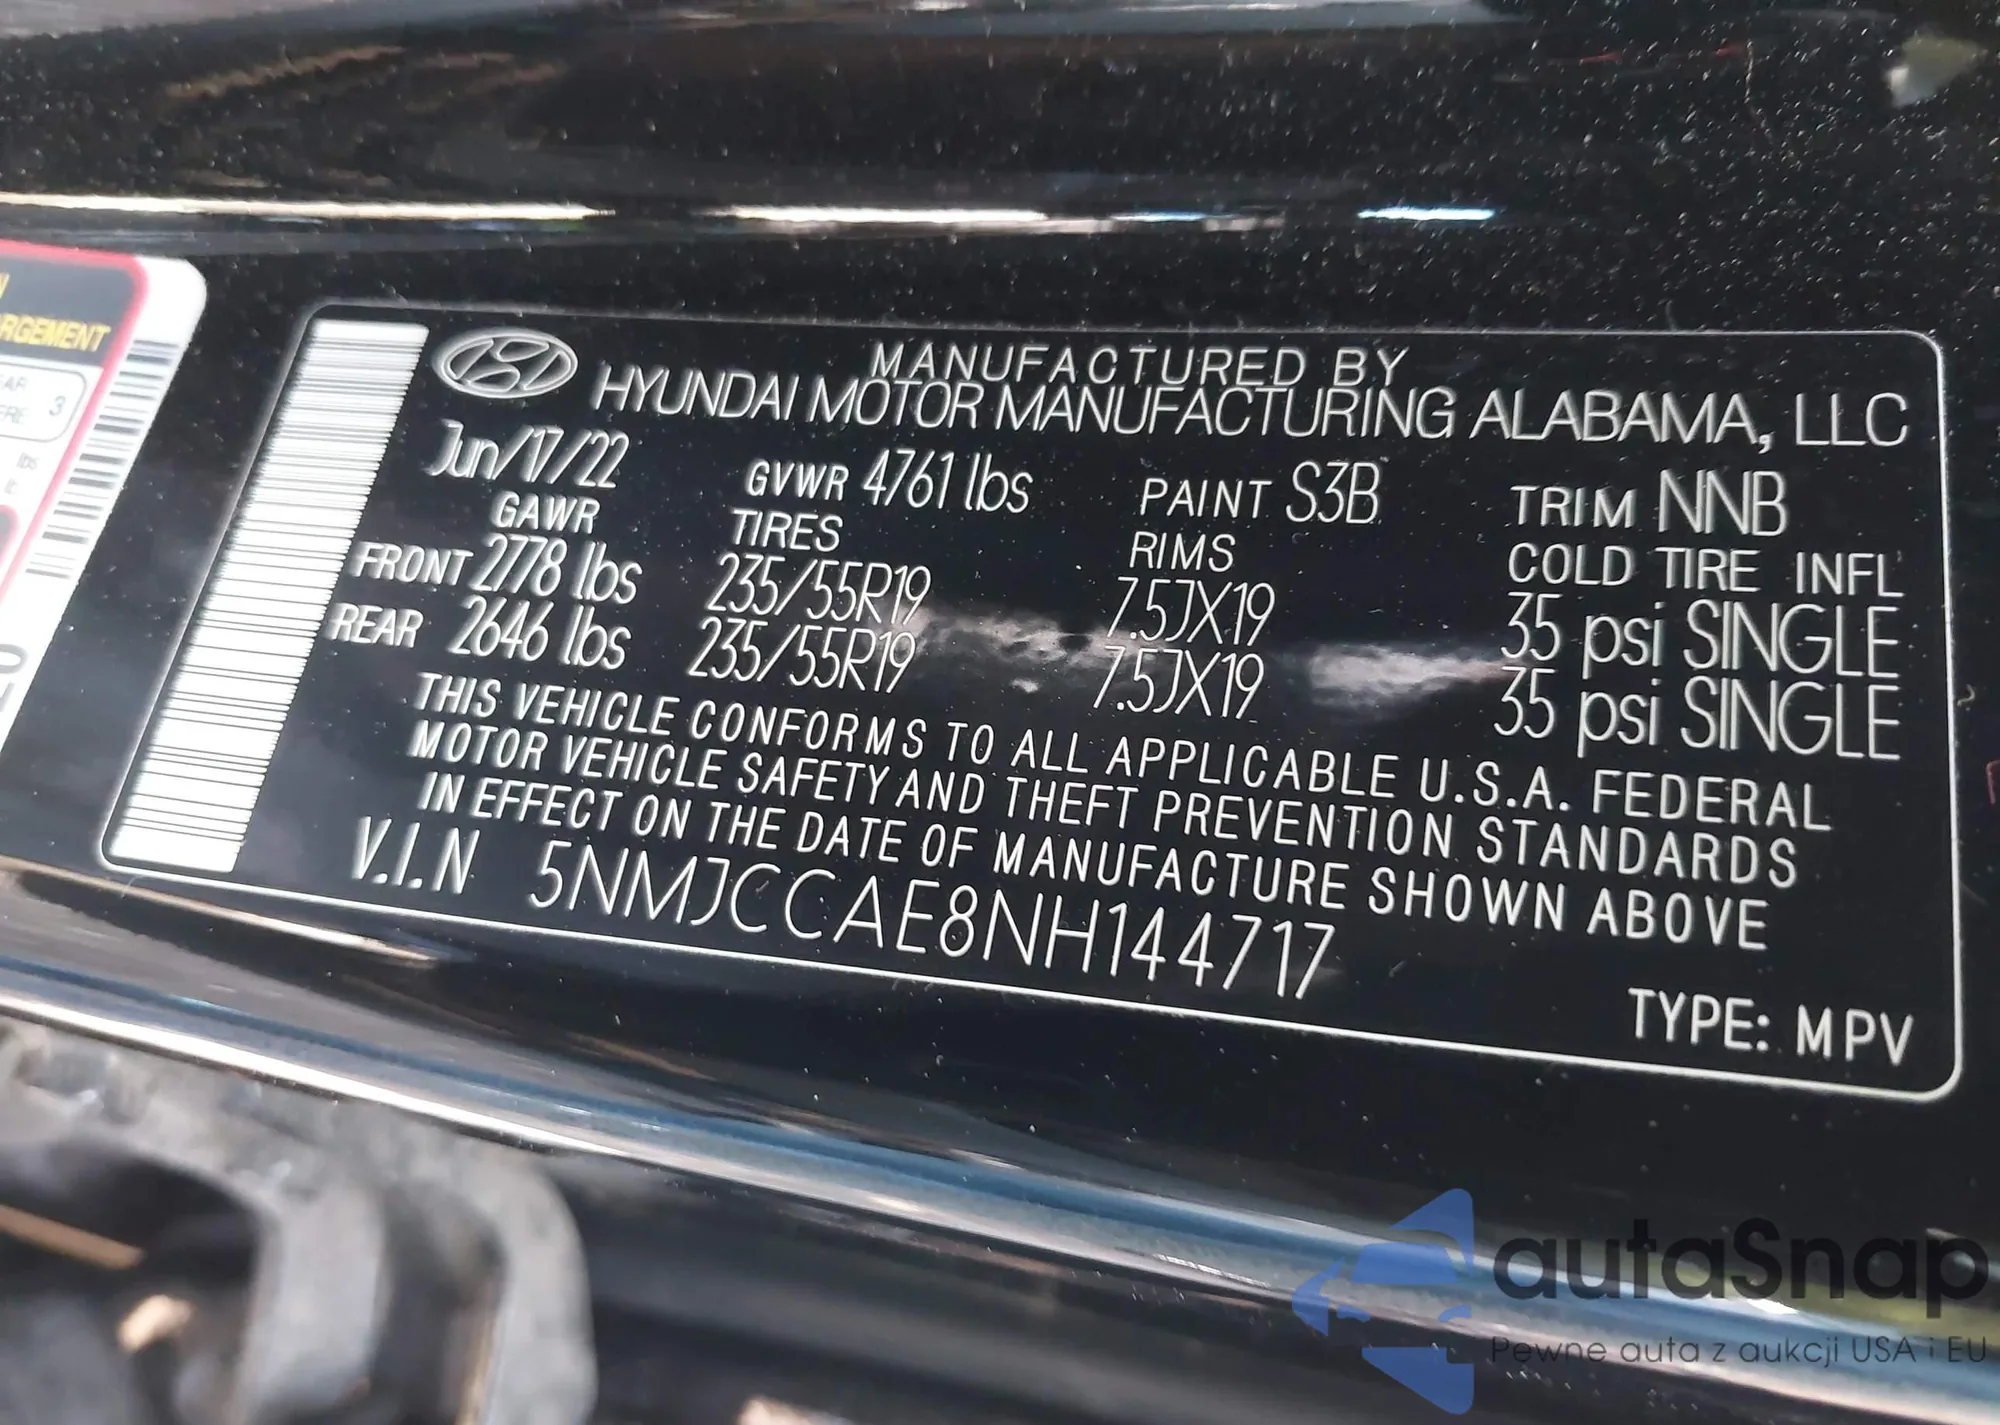 RGEMENT
3
lbs
MANUFACTURED BY
HYUNDAI MOTOR MANUFACTURING ALABAMA, LLC
Jun/17/22 GVWR 4761 lbs PAINT S3B TRIM NNB
GAWR TIRES RIMS COLD TIRE INFL
FRONT 2778 lbs 235/55R19 7.5JX19 35 psi SINGLE
REAR 2646 lbs 235/55R19 7.5JX19 35 psi SINGLE
THIS VEHICLE CONFORMS TO ALL APPLICABLE U.S.A. FEDERAL
MOTOR VEHICLE SAFETY AND THEFT PREVENTION STANDARDS
IN EFFECT ON THE DATE OF MANUFACTURE SHOWN ABOVE
V.I.N 5NMJCCAE8NH144717
TYPE: MPV
autaSnap
Pewne auta z aukcji USA i EU